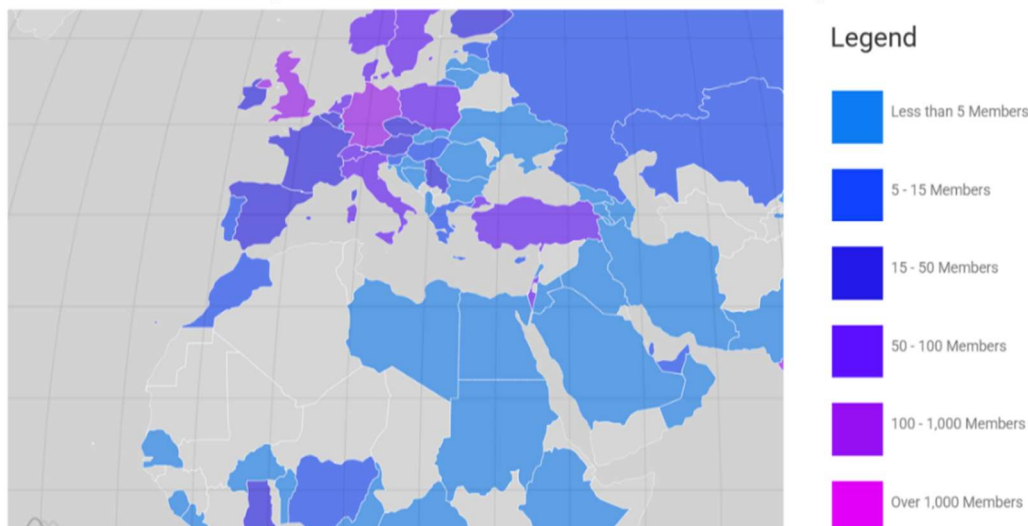 Legend
Less than 5 Members
5 - 15 Members
15 - 50 Members
50 - 100 Members
100 - 1,000 Members
Over 1,000 Members